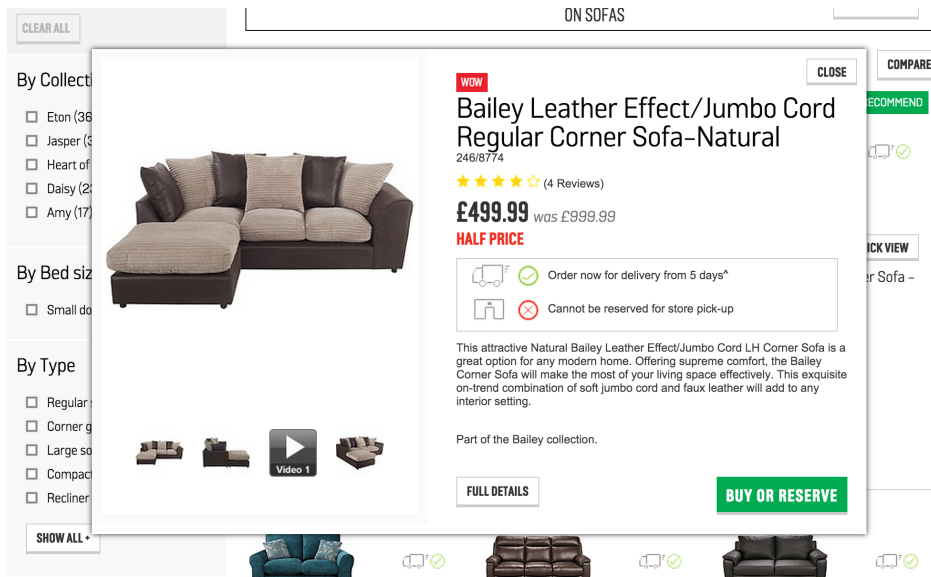 ON SOFAS
CLEAR ALL
COMPARE
By Collecti
Eton (36
Jasper (3
Heart of
Daisy (2
Amy (17)
By Bed siz
Small do
By Type
Regular
Corner g
Large so
Compact
Recliner
SHOW ALL +
CLOSE
WOW
Bailey Leather Effect/Jumbo Cord
Regular Corner Sofa-Natural
246/8774
(4 Reviews)
£499.99 was £999.99
HALF PRICE
Order now for delivery from 5 days^
Cannot be reserved for store pick-up
This attractive Natural Bailey Leather Effect/Jumbo Cord LH Corner Sofa is a
great option for any modern home. Offering supreme comfort, the Bailey
Corner Sofa will make the most of your living space effectively. This exquisite
on-trend combination of soft jumbo cord and faux leather will add to any
interior setting.
Part of the Bailey collection.
Video 1
FULL DETAILS
BUY OR RESERVE
ECOMMEND
ICK VIEW
er Sofa -